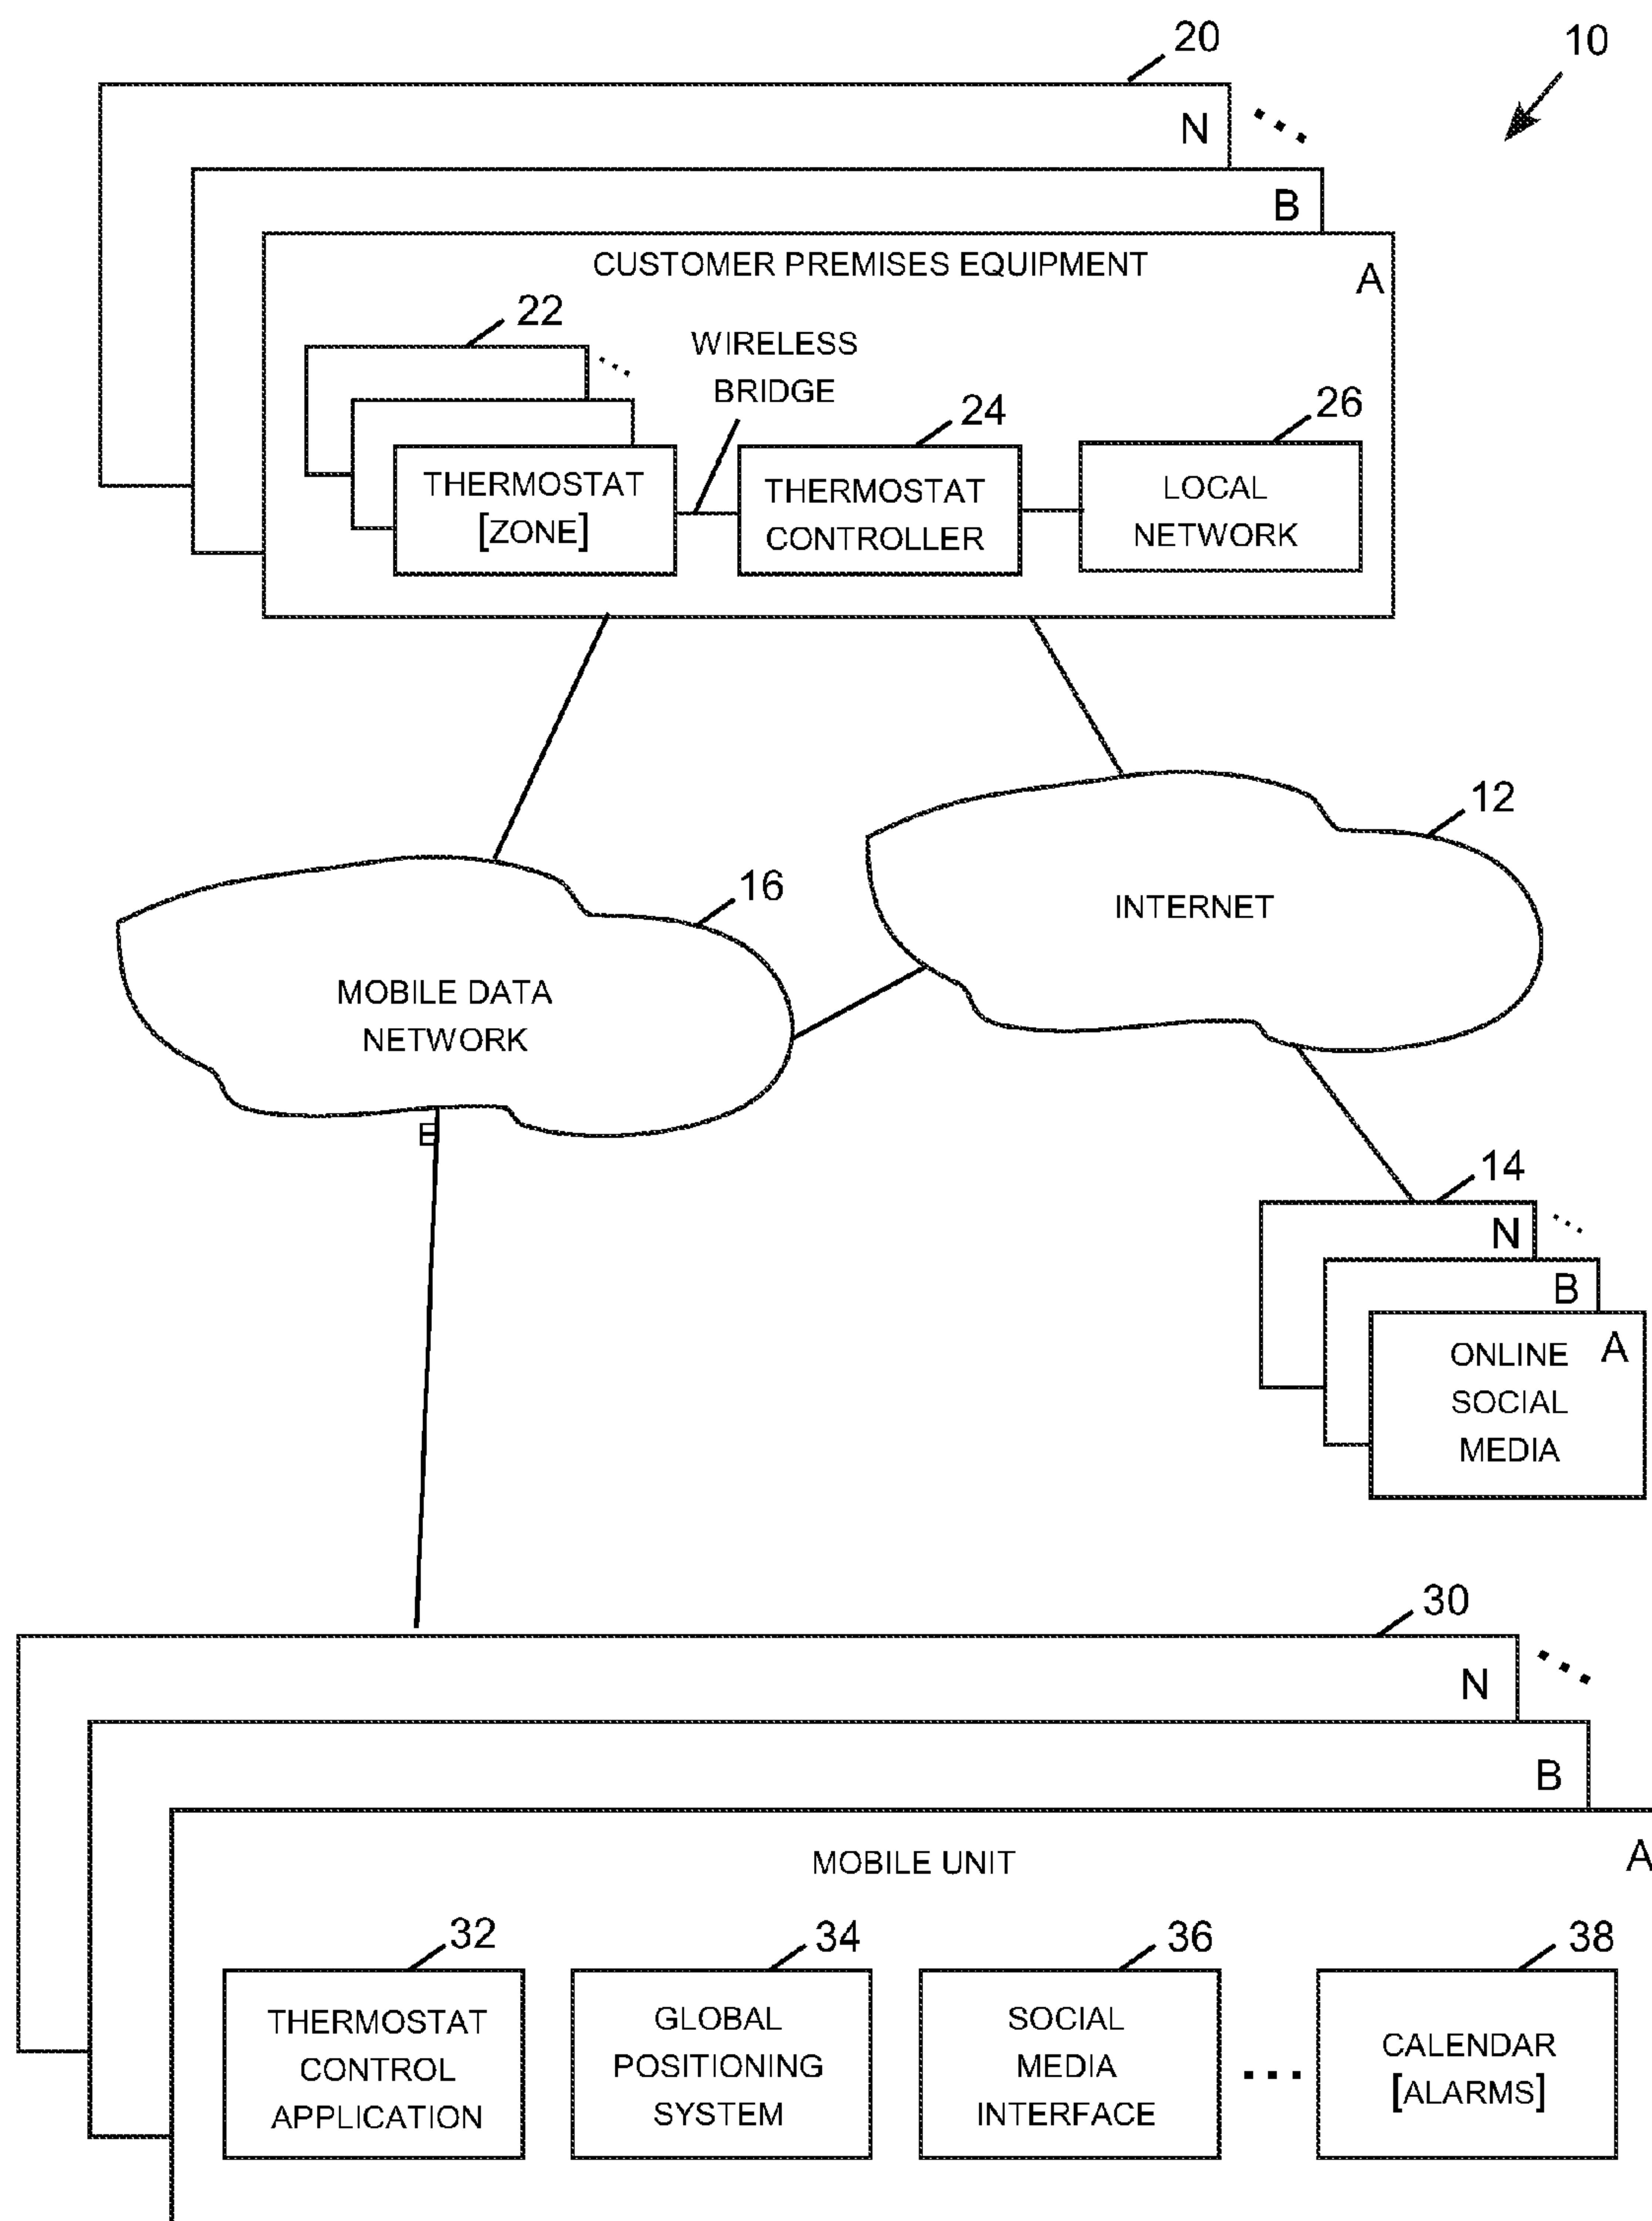 20
10
N
B
CUSTOMER PREMISES EQUIPMENT
A
22
WIRELESS
BRIDGE
24
26
THERMOSTAT
[ZONE]
THERMOSTAT
CONTROLLER
LOCAL
NETWORK
12
INTERNET
16
MOBILE DATA
NETWORK
E
14
N
B
A
ONLINE
SOCIAL
MEDIA
30
N
B
A
MOBILE UNIT
32
34
36
38
THERMOSTAT
CONTROL
APPLICATION
GLOBAL
POSITIONING
SYSTEM
SOCIAL
MEDIA
INTERFACE
CALENDAR
[ALARMS]